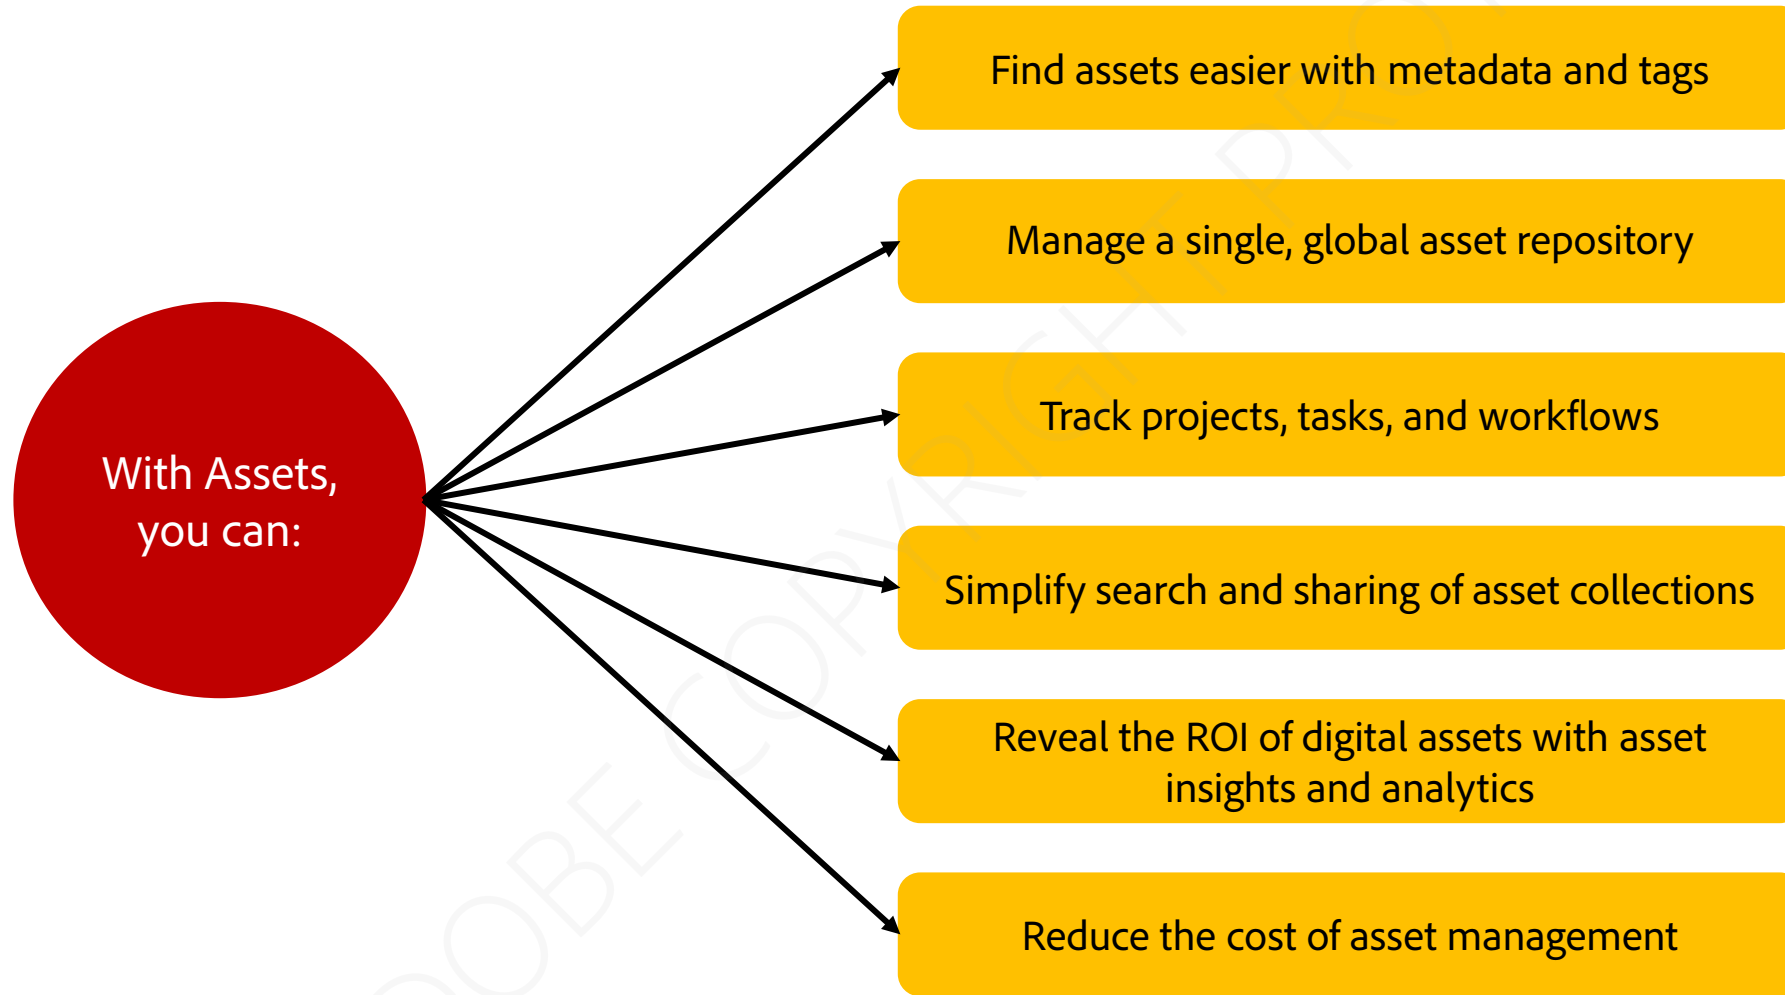 Find assets easier with metadata and tags
Manage a single, global asset repository
Track projects, tasks, and workflows
With Assets,
you can:
Simplify search and sharing of asset collections
Reveal the ROI of digital assets with asset
insights and analytics
Reduce the cost of asset management